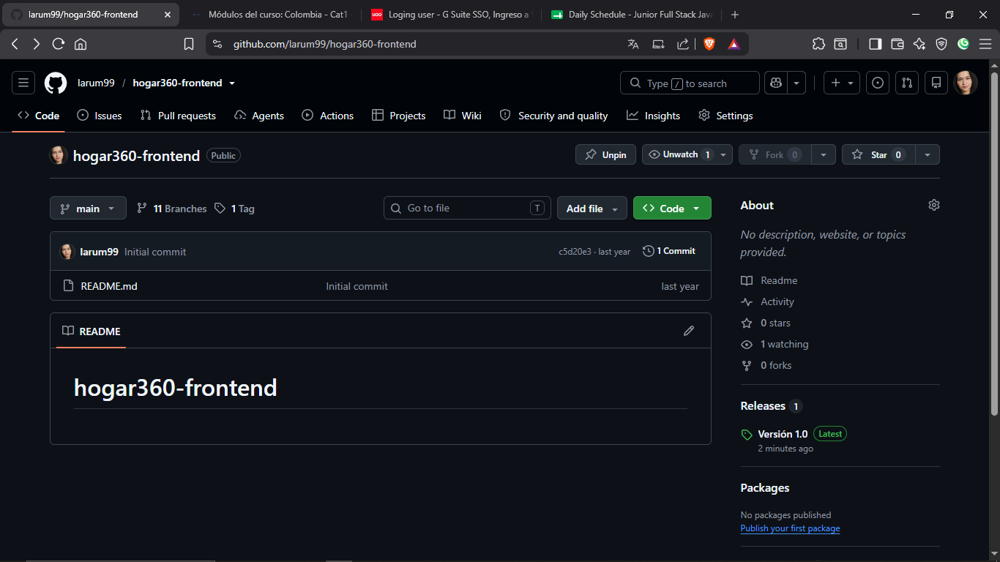 larum99/hogar360-frontend
Módulos del curso: Colombia - Cat1
UGO
Loging user - G Suite SSO, Ingreso a
Daily Schedule - Junior Full Stack Jav
github.com/larum99/hogar360-frontend
larum99 / hogar360-frontend
Type / to search
Code
Issues
Pull requests
Agents
Actions
Projects
Wiki
Security and quality
Insights
Settings
hogar360-frontend
Public
Unpin
Unwatch 1
Fork 0
Star 0
main
11 Branches
1 Tag
Go to file
T
Add file
Code
larum99 Initial commit
c5d20e3 · last year
1 Commit
README.md
Initial commit
last year
README
hogar360-frontend
About
No description, website, or topics
provided.
Readme
Activity
0 stars
1 watching
0 forks
Releases 1
Versión 1.0 Latest
2 minutes ago
Packages
No packages published
Publish your first package